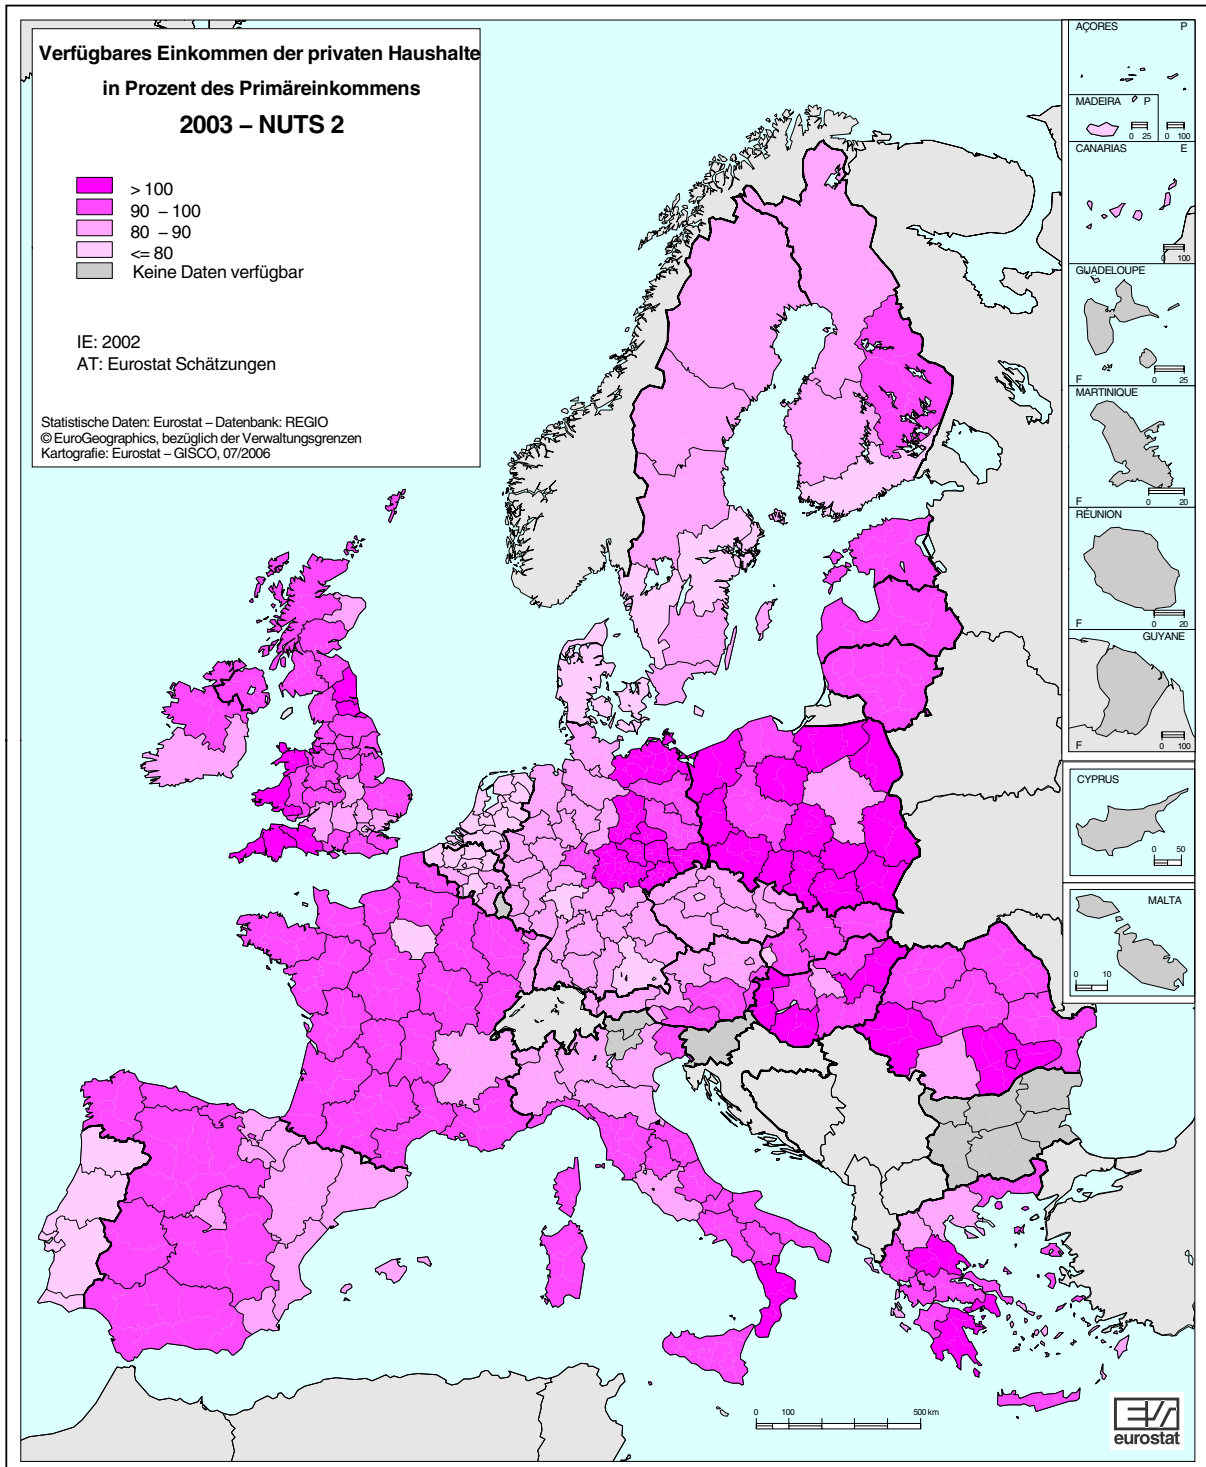 Verfügbares Einkommen der privaten Haushalte
in Prozent des Primäreinkommens
2003 – NUTS 2
> 100
90 – 100
80 – 90
<= 80
Keine Daten verfügbar
IE: 2002
AT: Eurostat Schätzungen
Statistische Daten: Eurostat – Datenbank: REGIO
© EuroGeographics, bezüglich der Verwaltungsgrenzen
Kartografie: Eurostat – GISCO, 07/2006
AÇORES P
MADEIRA P
0 25 0 100
CANARIAS E
0 100
GUADELOUPE
F 0 25
MARTINIQUE
F 0 20
RÉUNION
F 0 20
GUYANE
F 0 100
CYPRUS
0 50
MALTA
0 10
0 100 500 km
eurostat